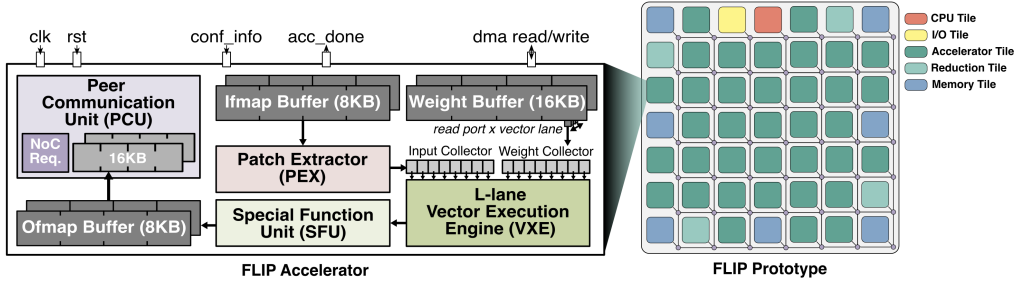 clk
rst
conf_info
acc_done
dma read/write
Peer
Communication
Unit (PCU)
NoC
Req.
16KB
Ifmap Buffer (8KB)
Weight Buffer (16KB)
read port x vector lane
Input Collector
Weight Collector
Patch Extractor
(PEX)
L-lane
Vector Execution
Engine (VXE)
Special Function
Unit (SFU)
Ofmap Buffer (8KB)
FLIP Accelerator
CPU Tile
I/O Tile
Accelerator Tile
Reduction Tile
Memory Tile
FLIP Prototype